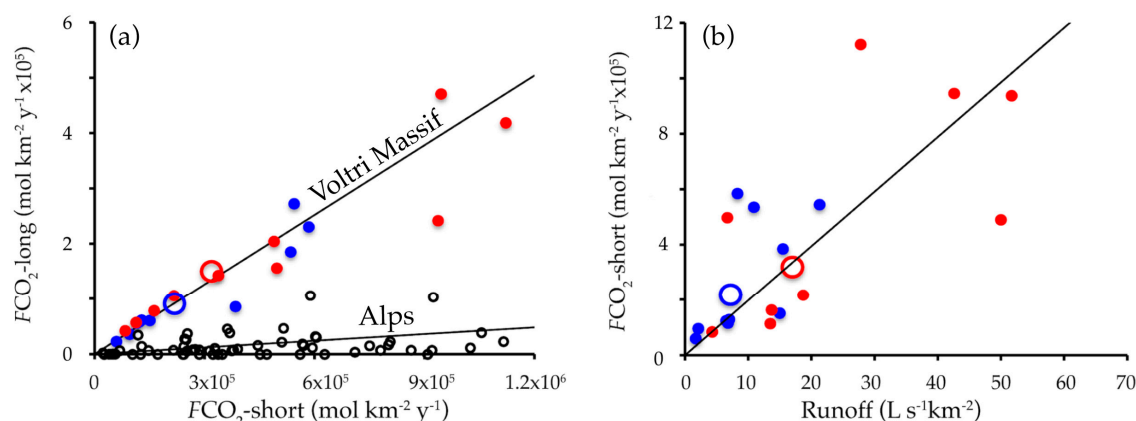 (a)
FCO₂-long (mol km⁻² y⁻¹ x10⁵)
6
4
2
0
Voltri Massif
Alps
0 3x10⁵ 6x10⁵ 9x10⁵ 1.2x10⁶
FCO₂-short (mol km⁻² y⁻¹)
(b)
FCO₂-short (mol km⁻² y⁻¹x10⁵)
12
8
4
0
0 10 20 30 40 50 60 70
Runoff (L s⁻¹km⁻²)